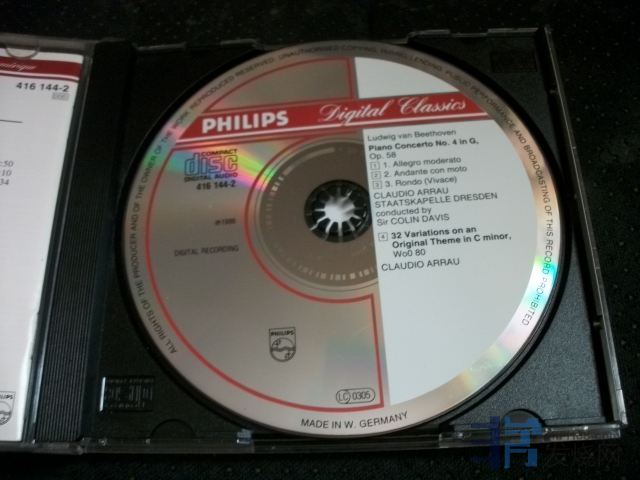 416 144-2
:50
:10
:34
ALL RIGHTS OF THE PRODUCER AND OF THE OWNER OF THE WORK REPRODUCED RESERVED. UNAUTHORISED COPYING, HIRING, LENDING, PUBLIC PERFORMANCE AND BROADCASTING OF THIS RECORD PROHIBITED
PHILIPS Digital Classics
COMPACT
disc
DIGITAL AUDIO
416 144-2
DIGITAL RECORDING
Ludwig van Beethoven
Piano Concerto No. 4 in G,
Op. 58
1 1. Allegro moderato
2 2. Andante con moto
3 3. Rondo (Vivace)
CLAUDIO ARRAU
STAATSKAPELLE DRESDEN
conducted by
Sir COLIN DAVIS
4 32 Variations on an
Original Theme in C minor,
WoO 80
CLAUDIO ARRAU
PHILIPS
LC 0305
MADE IN W. GERMANY